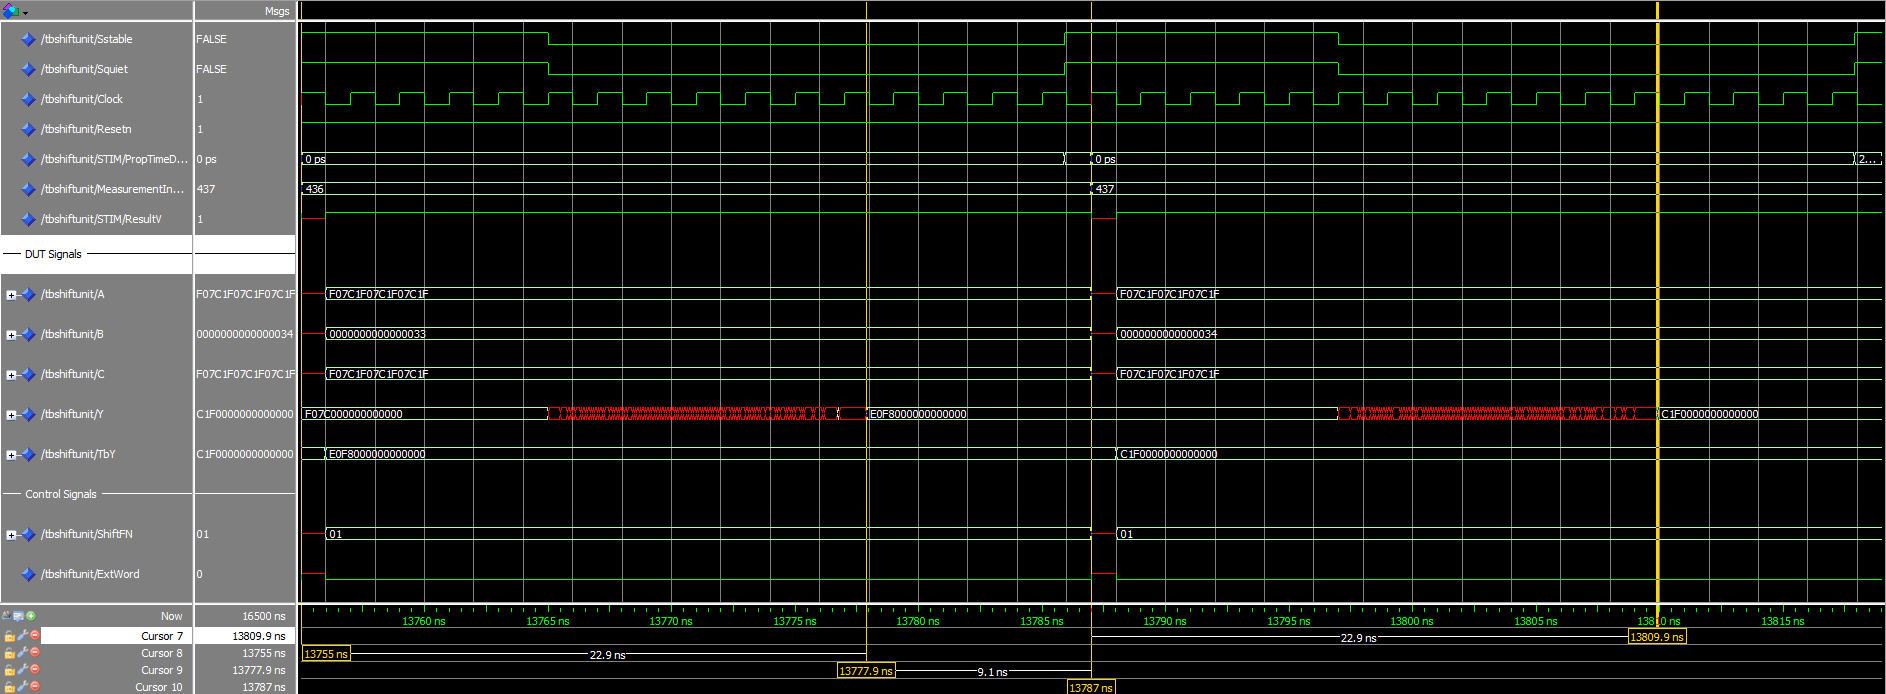 Msgs
/tbshiftunit/Sstable FALSE
/tbshiftunit/Squiet FALSE
/tbshiftunit/Clock 1
/tbshiftunit/Resetn 1
/tbshiftunit/STIM/PropTimeD... 0 ps 0 ps 0 ps 2...
/tbshiftunit/MeasurementIn... 437 436 437
/tbshiftunit/STIM/ResultV 1
DUT Signals
/tbshiftunit/A F07C1F07C1F07C1F F07C1F07C1F07C1F F07C1F07C1F07C1F
/tbshiftunit/B 0000000000000034 0000000000000033 0000000000000034
/tbshiftunit/C F07C1F07C1F07C1F F07C1F07C1F07C1F F07C1F07C1F07C1F
/tbshiftunit/Y C1F0000000000000 F07C000000000000 E0F8000000000000 C1F0000000000000
/tbshiftunit/TbY C1F0000000000000 E0F8000000000000 C1F0000000000000
Control Signals
/tbshiftunit/ShiftFN 01 01 01
/tbshiftunit/ExtWord 0
Now 16500 ns 13760 ns 13765 ns 13770 ns 13775 ns 13780 ns 13785 ns 13790 ns 13795 ns 13800 ns 13805 ns 13810 ns 13815 ns
Cursor 7 13809.9 ns 22.9 ns 13809.9 ns
Cursor 8 13755 ns 13755 ns 22.9 ns
Cursor 9 13777.9 ns 13777.9 ns 9.1 ns
Cursor 10 13787 ns 13787 ns